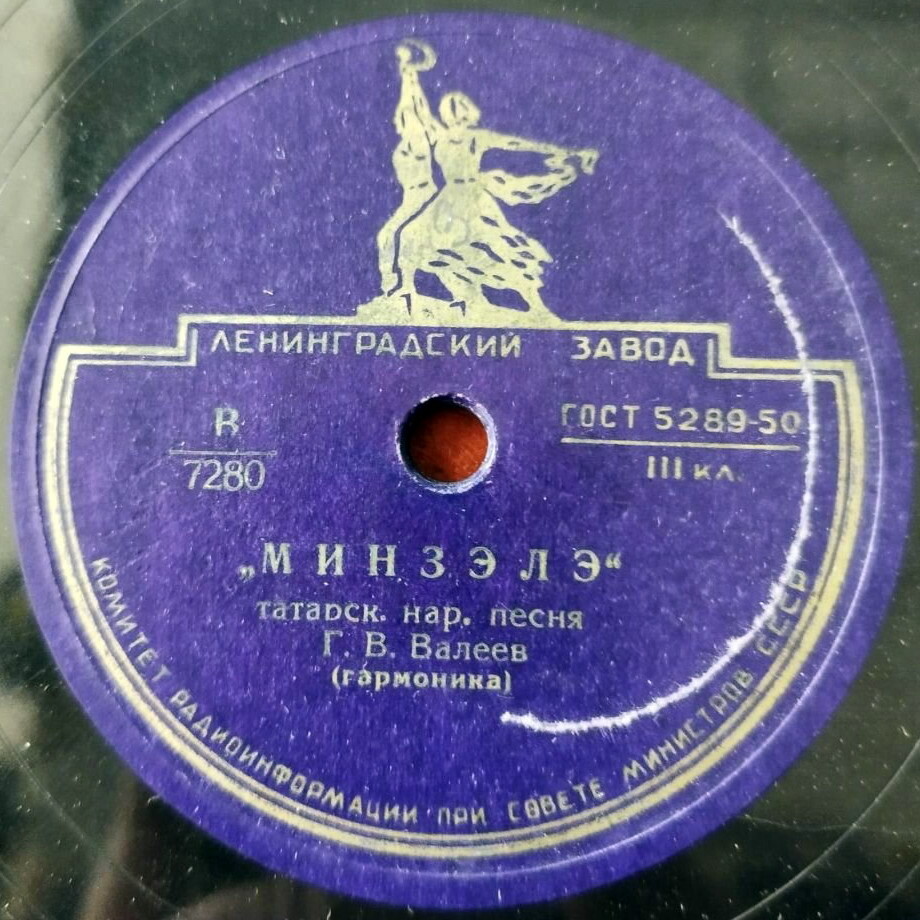 ЛЕНИНГРАДСКИЙ ЗАВОД
В
7280
ГОСТ 5289-50
III кл.
„МИНЗЭЛЭ“
татарск. нар. песня
Г. В. Валеев
(гармоника)
КОМИТЕТ РАДИОИНФОРМАЦИИ ПРИ СОВЕТЕ МИНИСТРОВ СССР